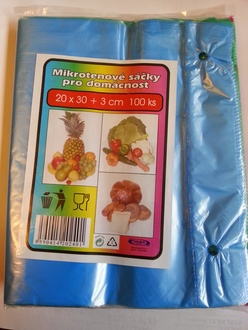 Mikrotenové sáčky
pro domácnost
20 x 30 + 3 cm 100 ks